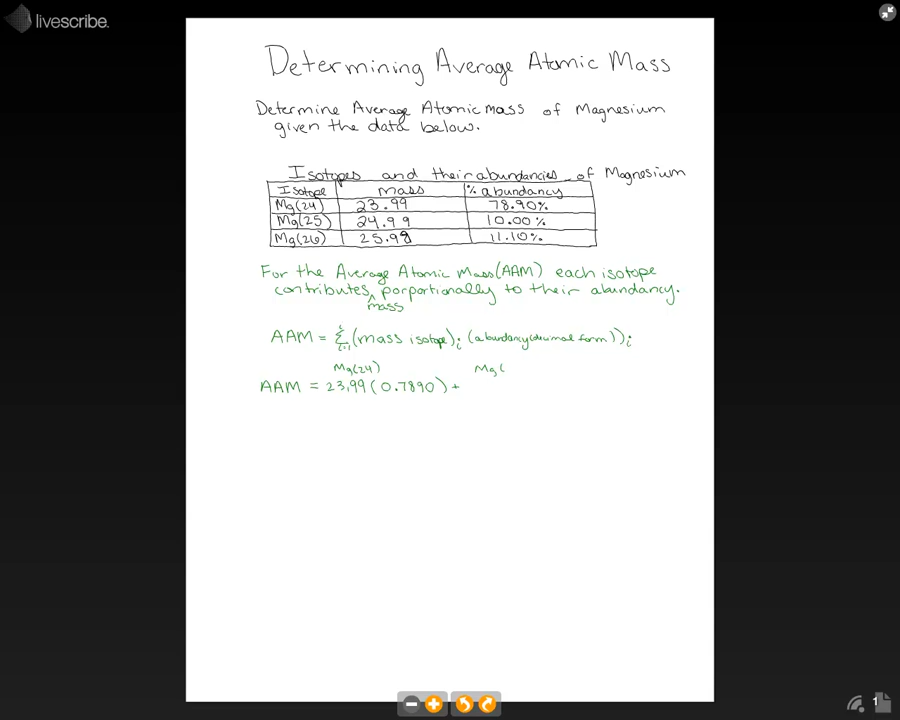 livescribe.
Determining Average Atomic Mass
Determine Average Atomic mass of Magnesium
given the data below.
Isotopes and their abundancies of Magnesium
Isotope mass % abundancy
Mg(24) 23.99 78.90%
Mg(25) 24.99 10.00%
Mg(26) 25.98 11.10%
For the Average Atomic Mass (AAM) each isotope
contributes ^ porportionally to their abundancy.
mass
AAM = Σ i i=1 (mass isotope)i (abundancy(decimal form))i
Mg(24) Mg(
AAM = 23.99(0.7890) +
1